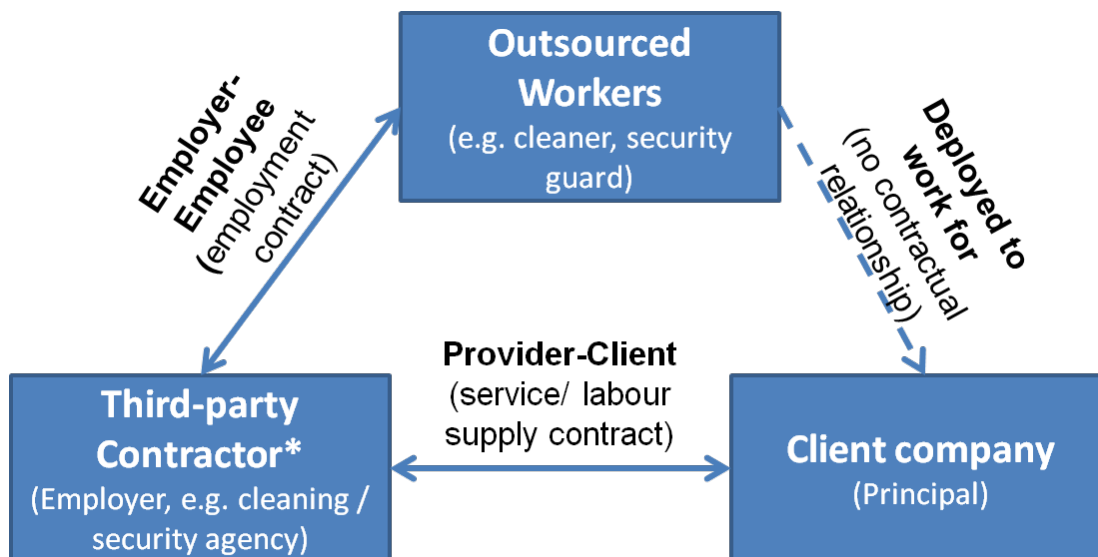 Outsourced
Workers
(e.g. cleaner, security
guard)
Employer-
Employee
(employment
contract)
Deployed to
work for
(no contractual
relationship)
Provider-Client
(service/ labour
supply contract)
Third-party
Contractor*
(Employer, e.g. cleaning /
security agency)
Client company
(Principal)